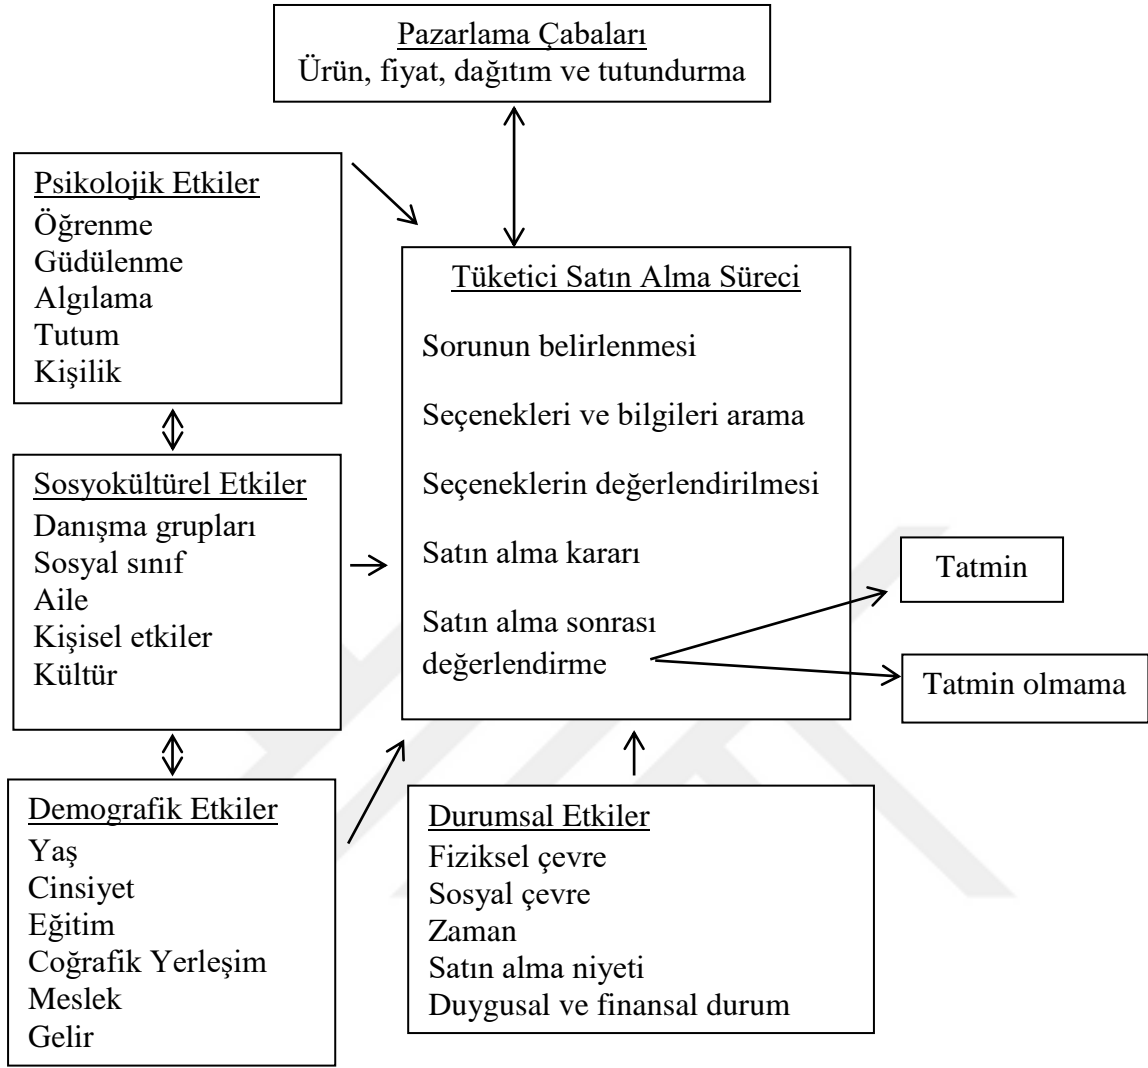 Pazarlama Çabaları
Ürün, fiyat, dağıtım ve tutundurma
Psikolojik Etkiler
Öğrenme
Güdülenme
Algılama
Tutum
Kişilik
Sosyokültürel Etkiler
Danışma grupları
Sosyal sınıf
Aile
Kişisel etkiler
Kültür
Demografik Etkiler
Yaş
Cinsiyet
Eğitim
Coğrafik Yerleşim
Meslek
Gelir
Tüketici Satın Alma Süreci
Sorunun belirlenmesi
Seçenekleri ve bilgileri arama
Seçeneklerin değerlendirilmesi
Satın alma kararı
Satın alma sonrası
değerlendirme
Tatmin
Tatmin olmama
Durumsal Etkiler
Fiziksel çevre
Sosyal çevre
Zaman
Satın alma niyeti
Duygusal ve finansal durum